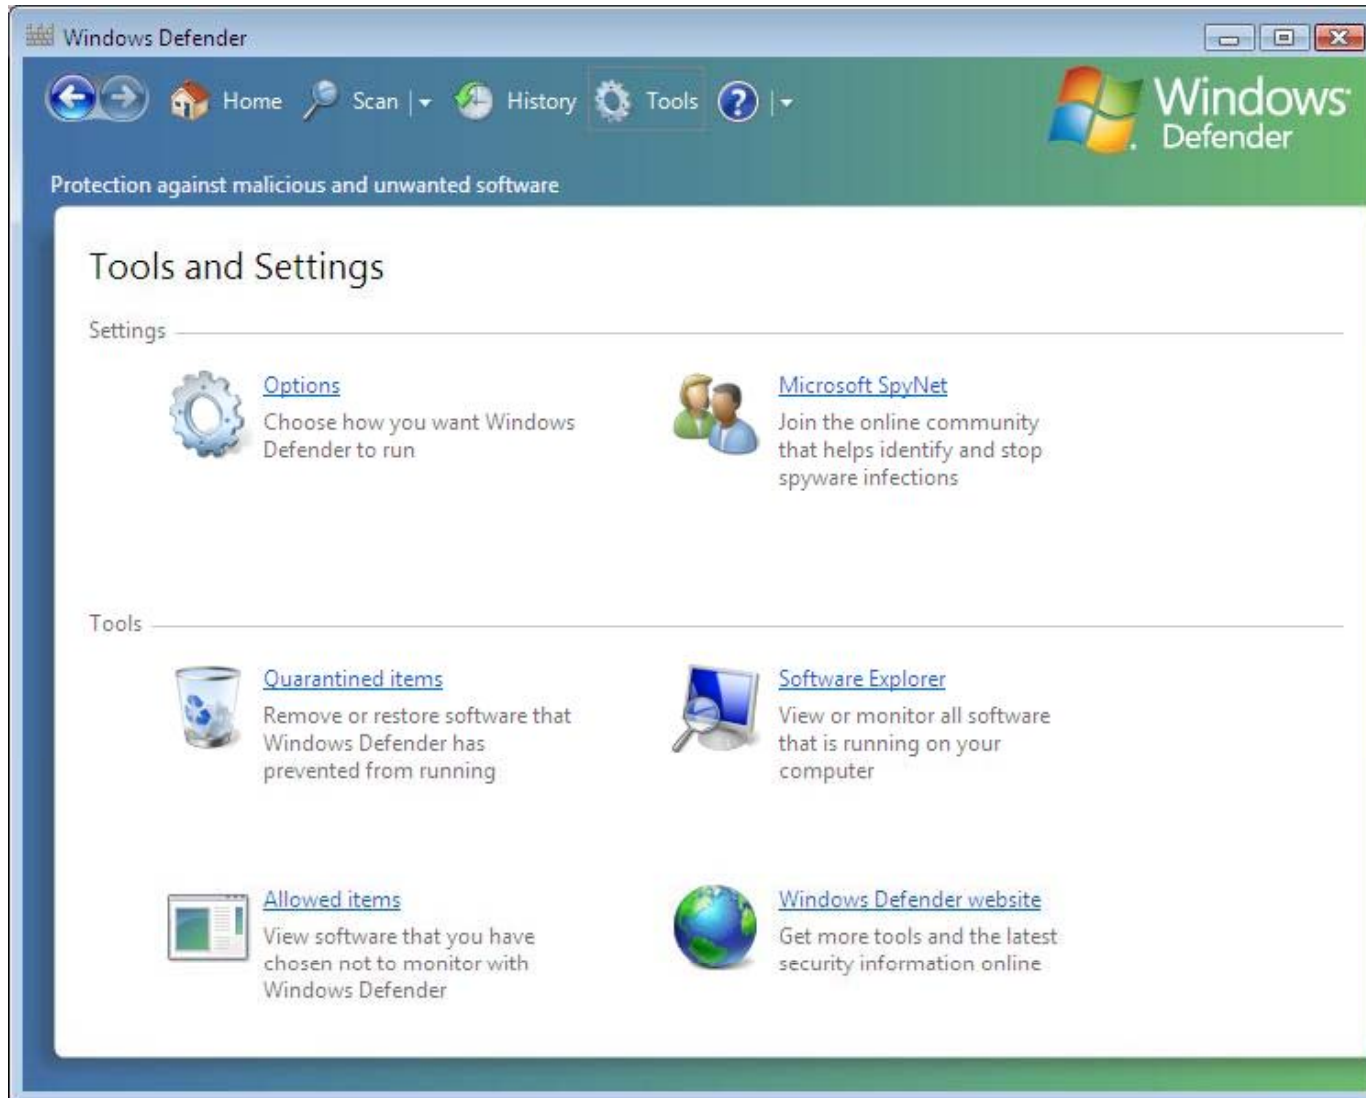 Windows Defender
Home Scan History Tools
Windows
Defender
Protection against malicious and unwanted software
Tools and Settings
Settings
Options
Choose how you want Windows
Defender to run
Microsoft SpyNet
Join the online community
that helps identify and stop
spyware infections
Tools
Quarantined items
Remove or restore software that
Windows Defender has
prevented from running
Software Explorer
View or monitor all software
that is running on your
computer
Allowed items
View software that you have
chosen not to monitor with
Windows Defender
Windows Defender website
Get more tools and the latest
security information online